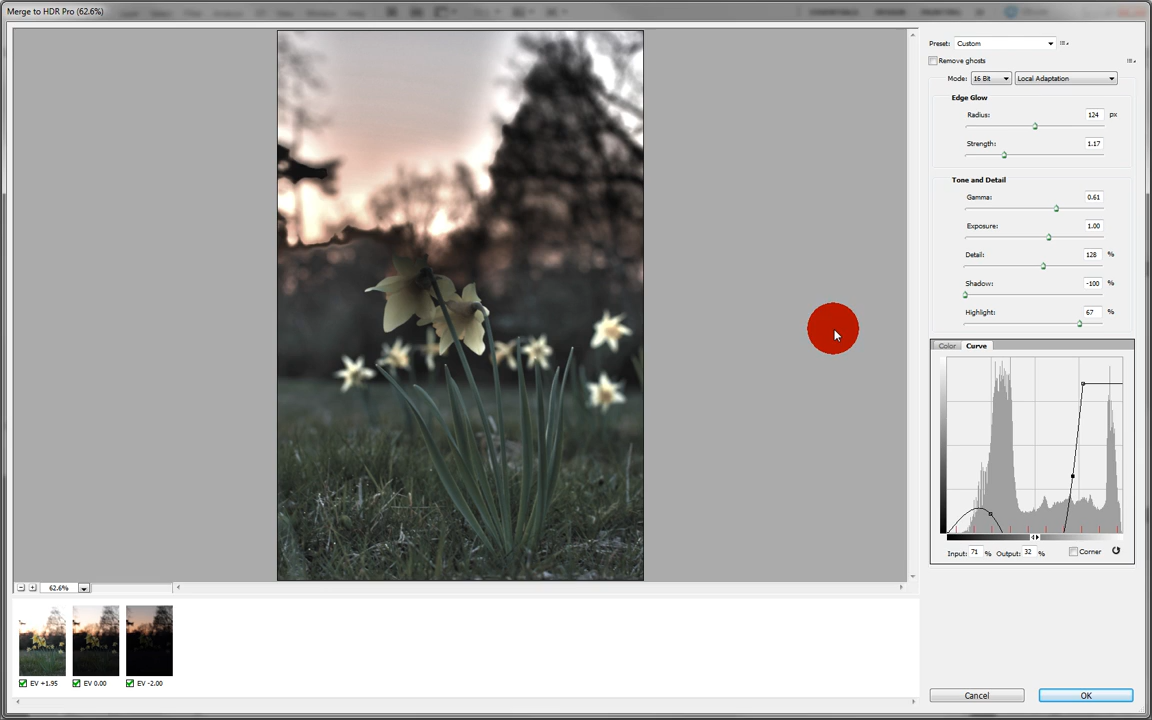 Merge to HDR Pro (62.6%)
Preset: Custom
Remove ghosts
Mode: 16 Bit Local Adaptation
Edge Glow
Radius: 124 px
Strength: 1.17
Tone and Detail
Gamma: 0.61
Exposure: 1.00
Detail: 128 %
Shadow: -100 %
Highlight: 67 %
Color Curve
Input: 71 % Output: 32 % Corner
62.6%
EV +1.95 EV 0.00 EV -2.00
Cancel OK